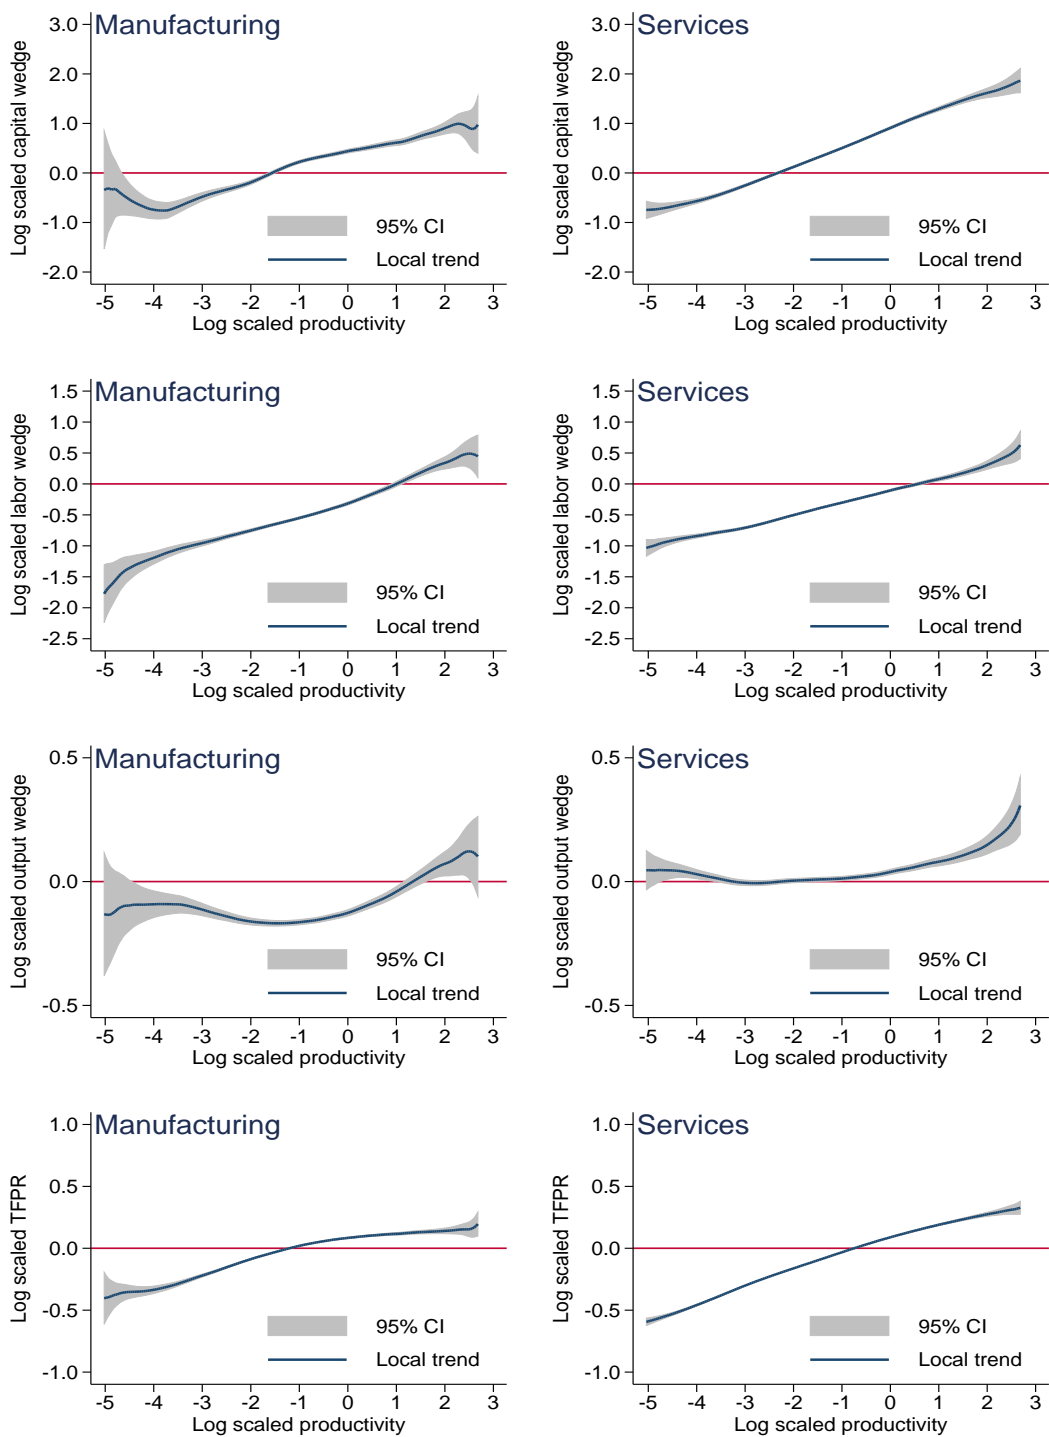 Manufacturing
Log scaled capital wedge
3.0
2.0
1.0
0.0
-1.0
-2.0
95% CI
Local trend
-5 -4 -3 -2 -1 0 1 2 3
Log scaled productivity
Services
Log scaled capital wedge
3.0
2.0
1.0
0.0
-1.0
-2.0
95% CI
Local trend
-5 -4 -3 -2 -1 0 1 2 3
Log scaled productivity
Manufacturing
Log scaled labor wedge
1.5
1.0
0.5
0.0
-0.5
-1.0
-1.5
-2.0
-2.5
95% CI
Local trend
-5 -4 -3 -2 -1 0 1 2 3
Log scaled productivity
Services
Log scaled labor wedge
1.5
1.0
0.5
0.0
-0.5
-1.0
-1.5
-2.0
-2.5
95% CI
Local trend
-5 -4 -3 -2 -1 0 1 2 3
Log scaled productivity
Manufacturing
Log scaled output wedge
0.5
0.0
-0.5
95% CI
Local trend
-5 -4 -3 -2 -1 0 1 2 3
Log scaled productivity
Services
Log scaled output wedge
0.5
0.0
-0.5
95% CI
Local trend
-5 -4 -3 -2 -1 0 1 2 3
Log scaled productivity
Manufacturing
Log scaled TFPR
1.0
0.5
0.0
-0.5
-1.0
95% CI
Local trend
-5 -4 -3 -2 -1 0 1 2 3
Log scaled productivity
Services
Log scaled TFPR
1.0
0.5
0.0
-0.5
-1.0
95% CI
Local trend
-5 -4 -3 -2 -1 0 1 2 3
Log scaled productivity